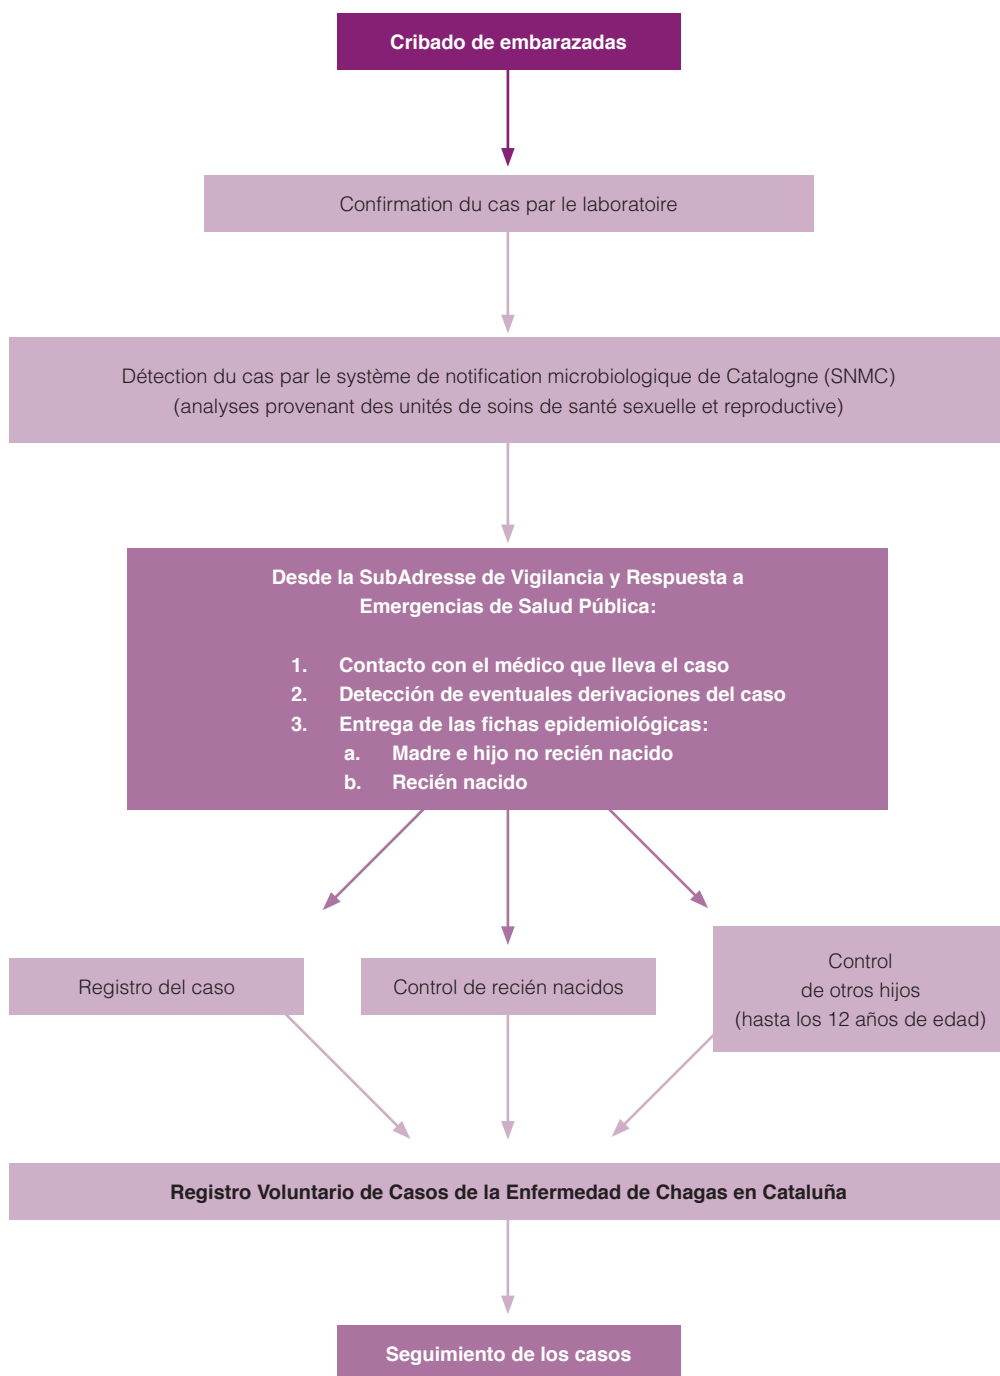 Cribado de embarazadas
Confirmation du cas par le laboratoire
Détection du cas par le système de notification microbiologique de Catalogne (SNMC)
(analyses provenant des unités de soins de santé sexuelle et reproductive)
Desde la SubAdresse de Vigilancia y Respuesta a
Emergencias de Salud Pública:
1. Contacto con el médico que lleva el caso
2. Detección de eventuales derivaciones del caso
3. Entrega de las fichas epidemiológicas:
a. Madre e hijo no recién nacido
b. Recién nacido
Registro del caso
Control de recién nacidos
Control
de otros hijos
(hasta los 12 años de edad)
Registro Voluntario de Casos de la Enfermedad de Chagas en Cataluña
Seguimiento de los casos